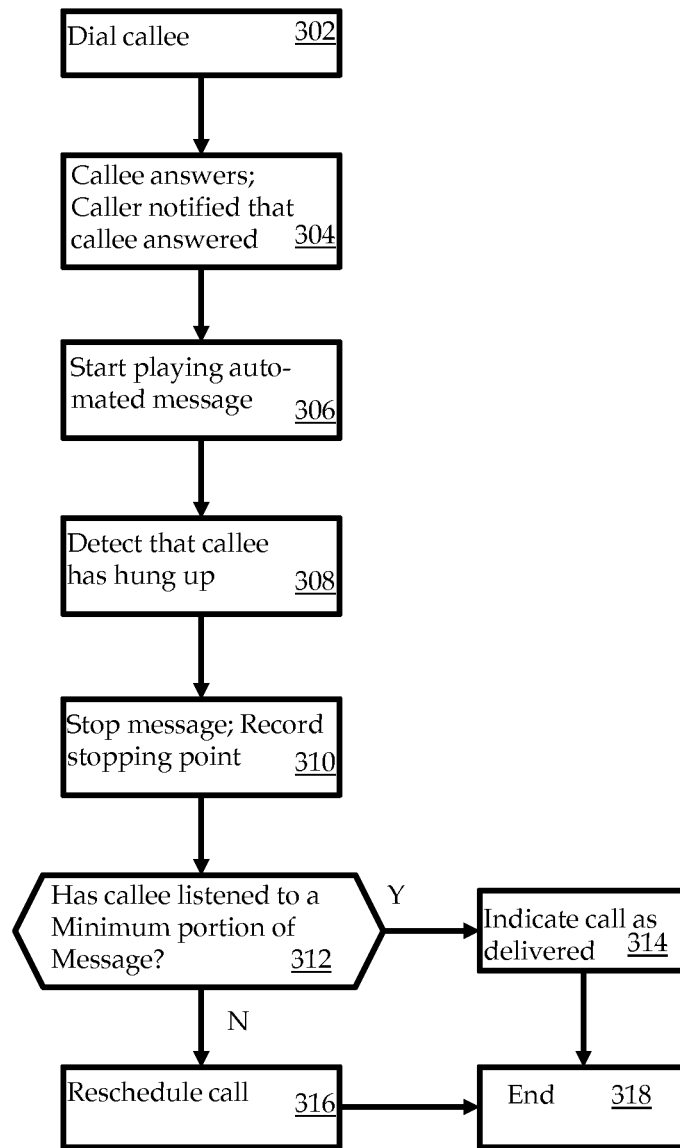 Dial callee 302
Callee answers;
Caller notified that
callee answered 304
Start playing auto-
mated message 306
Detect that callee
has hung up 308
Stop message; Record
stopping point 310
Has callee listened to a
Minimum portion of
Message? 312
Y
Indicate call as
delivered 314
N
Reschedule call 316
End 318